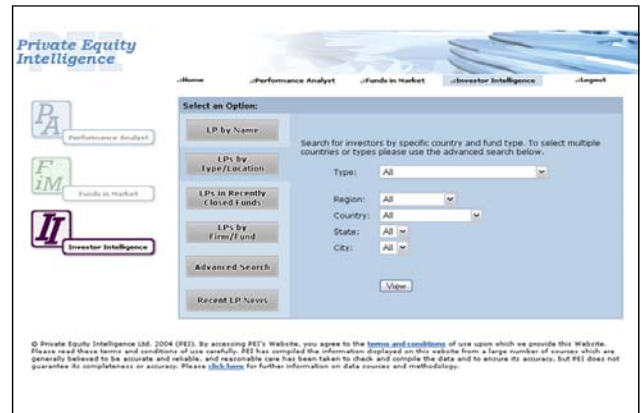 Private Equity
Intelligence
.:Home .:Performance Analyst .:Funds in Market .:Investor Intelligence .:Logout
PA
Performance Analyst
FiM
Funds in Market
II
Investor Intelligence
Select an Option:
LP by Name
LPs by
Type/Location
LPs in Recently
Closed Funds
LPs by
Firm/Fund
Advanced Search
Recent LP News
Search for investors by specific country and fund type. To select multiple
countries or types please use the advanced search below.
Type: All
Region: All
Country: All
State: All
City: All
View
© Private Equity Intelligence Ltd. 2004 (PEI). By accessing PEI's Website, you agree to the terms and conditions of use upon which we provide this Website.
Please read these terms and conditions of use carefully. PEI has compiled the information displayed on this website from a large number of sources which are
generally believed to be accurate and reliable, and reasonable care has been taken to check and compile the data and to ensure its accuracy, but PEI does not
guarantee its completeness or accuracy. Please click here for further information on data sources and methodology.